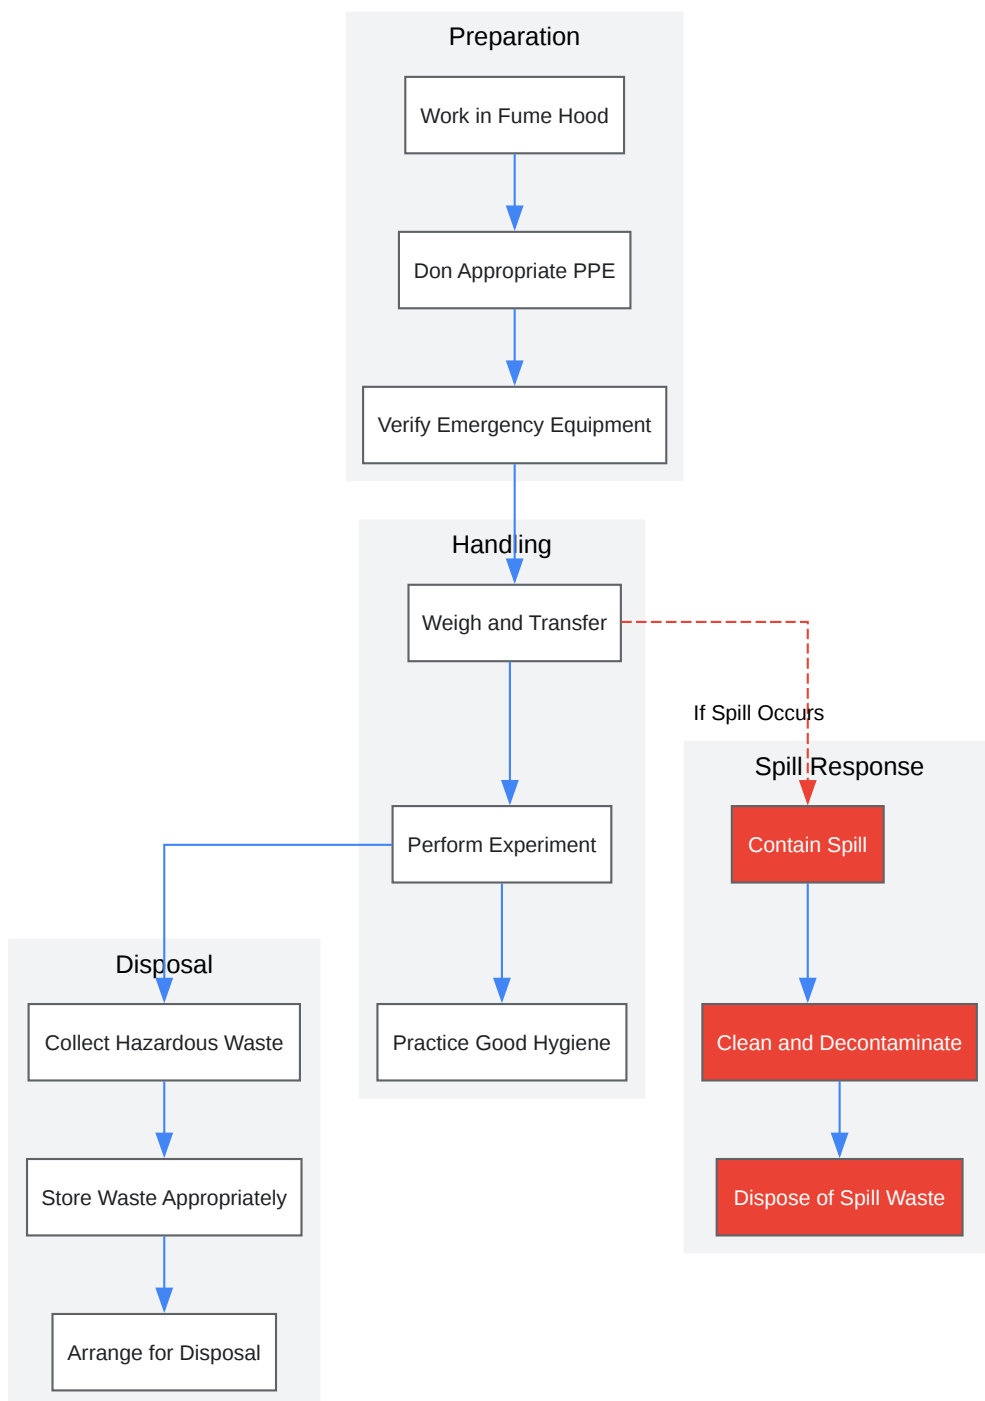 Preparation
Work in Fume Hood
Don Appropriate PPE
Verify Emergency Equipment
Handling
Weigh and Transfer
If Spill Occurs
Spill Response
Perform Experiment
Contain Spill
Disposal
Collect Hazardous Waste
Practice Good Hygiene
Clean and Decontaminate
Store Waste Appropriately
Dispose of Spill Waste
Arrange for Disposal